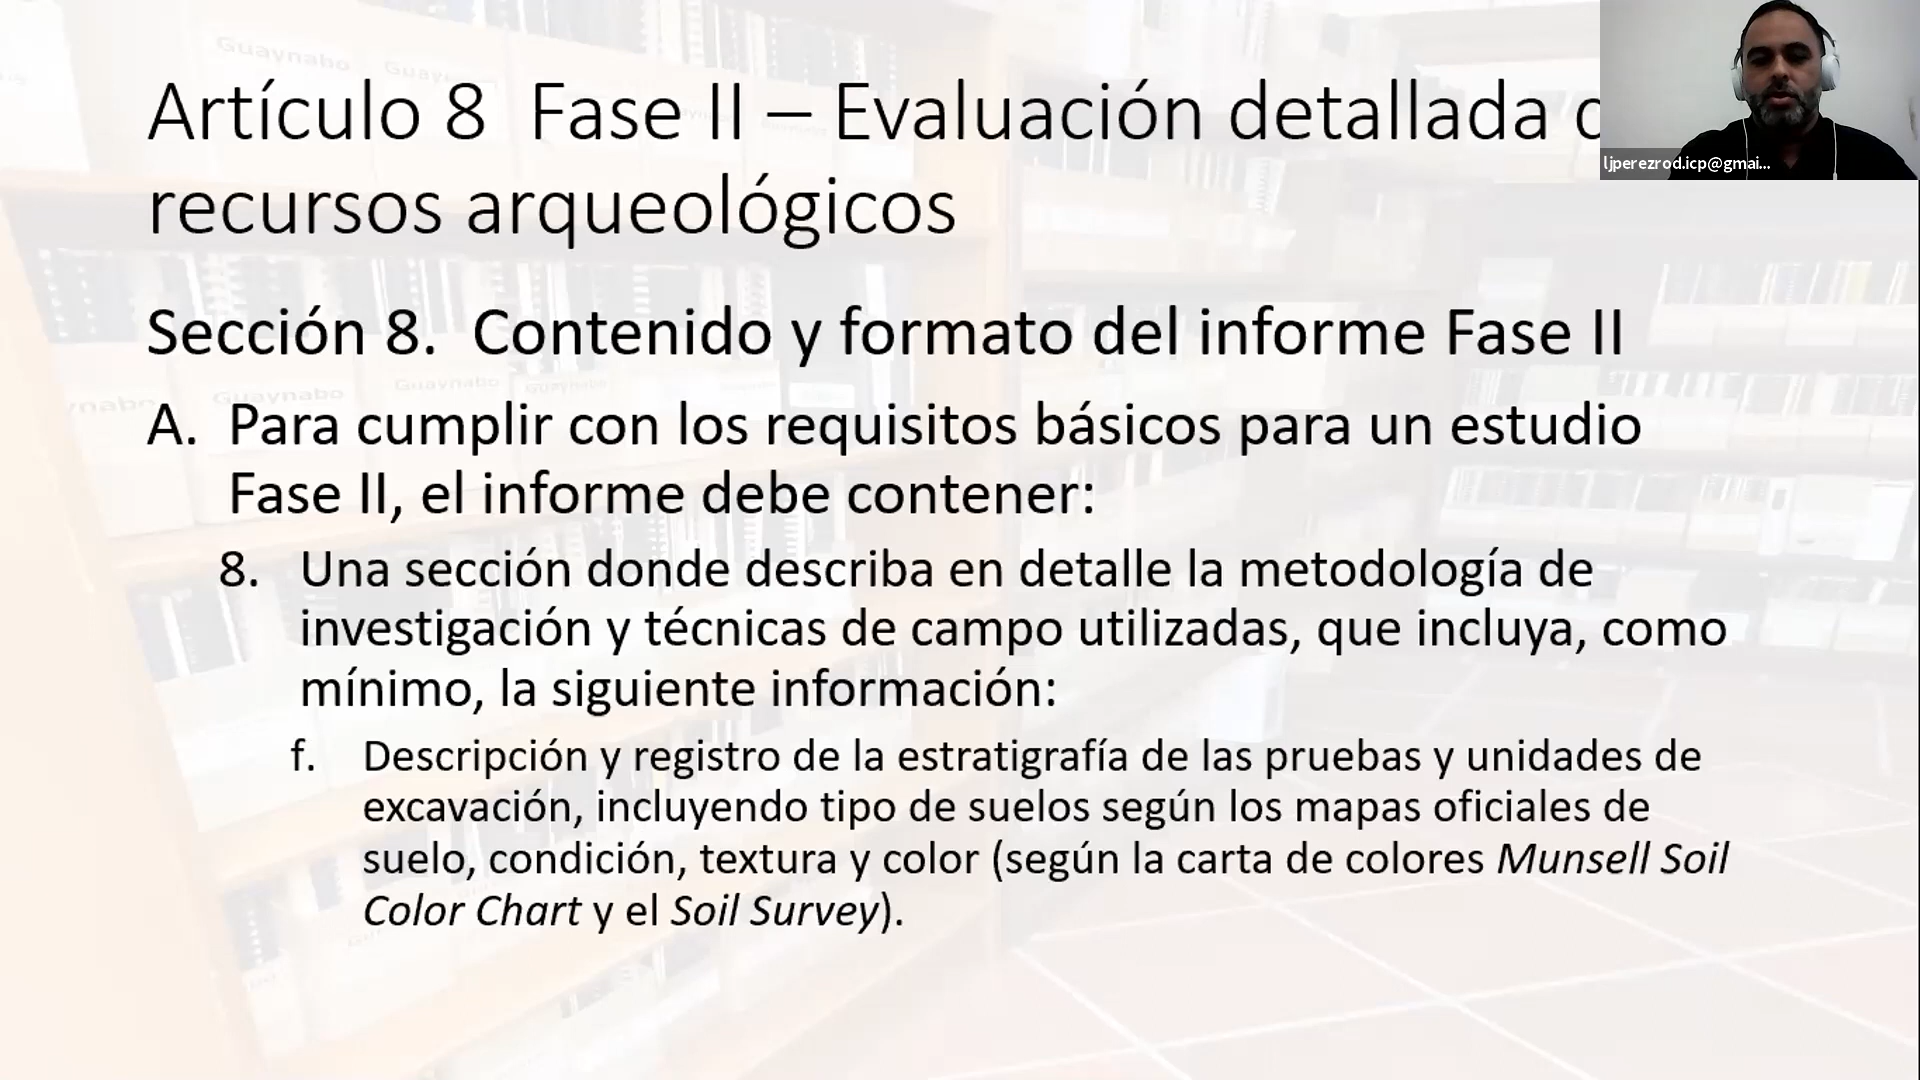 Artículo 8 Fase II – Evaluación detallada
recursos arqueológicos
ljperezrod.icp@gmai...
Sección 8. Contenido y formato del informe Fase II
A. Para cumplir con los requisitos básicos para un estudio
Fase II, el informe debe contener:
8. Una sección donde describa en detalle la metodología de
investigación y técnicas de campo utilizadas, que incluya, como
mínimo, la siguiente información:
f. Descripción y registro de la estratigrafía de las pruebas y unidades de
excavación, incluyendo tipo de suelos según los mapas oficiales de
suelo, condición, textura y color (según la carta de colores Munsell Soil
Color Chart y el Soil Survey).
Guaynabo
Guaynabo
Guaynabo
Guaynabo